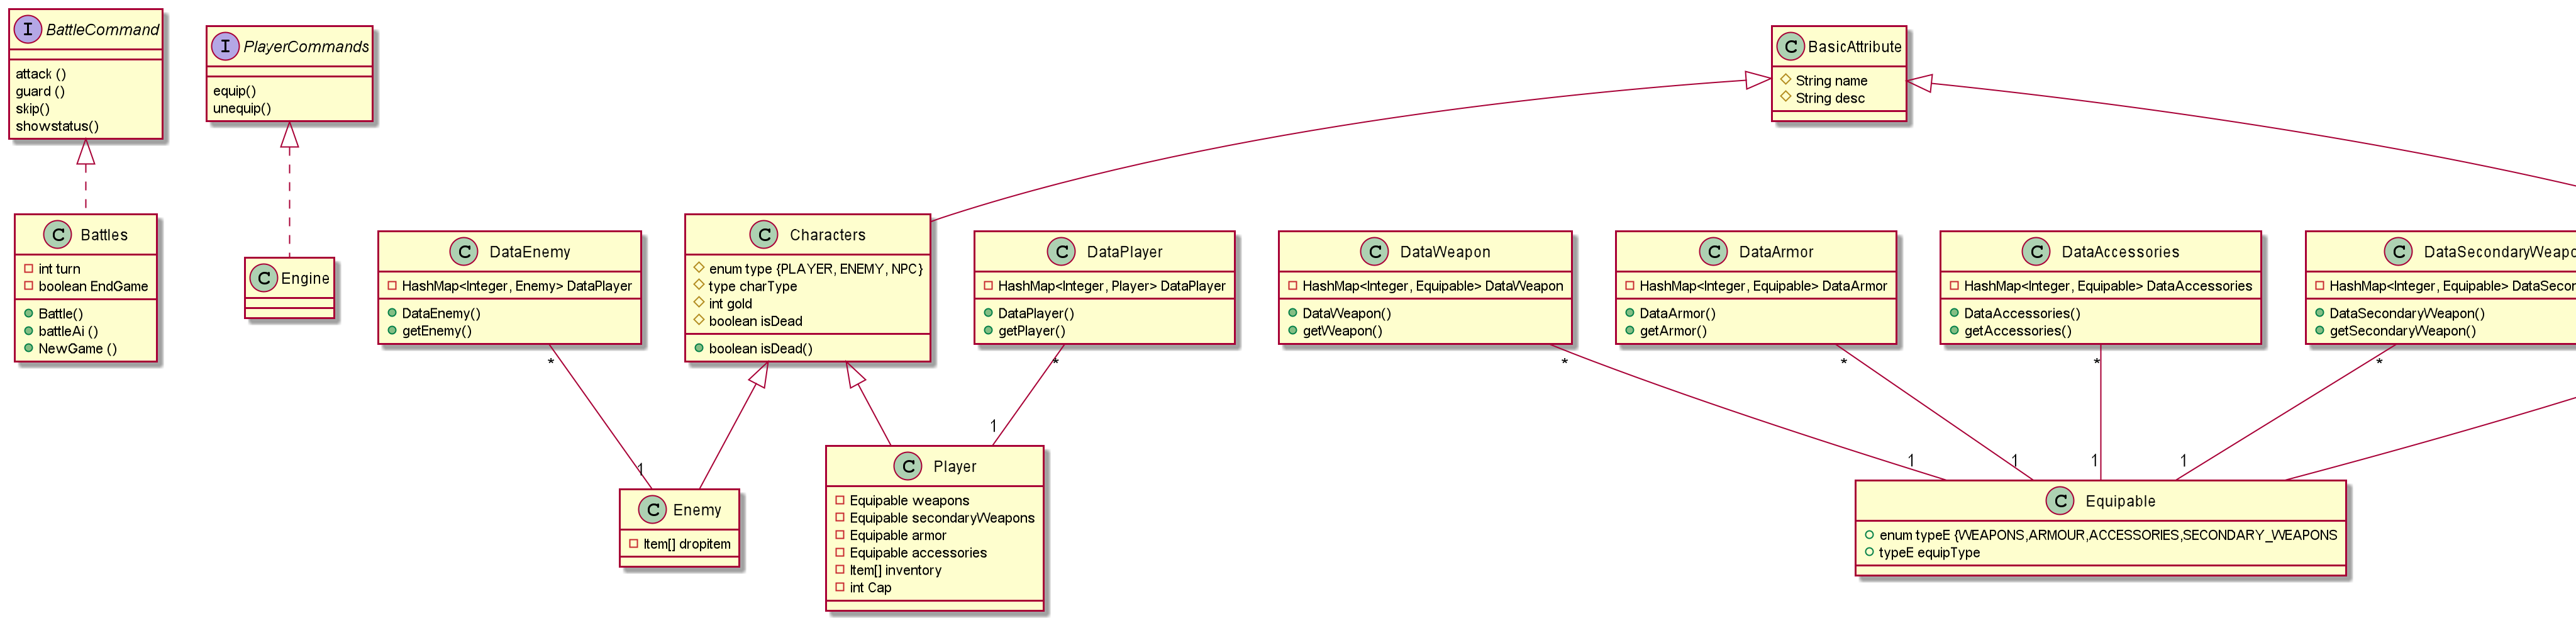 I BattleCommand
attack ()
guard ()
skip()
showstatus()
I PlayerCommands
equip()
unequip()
C BasicAttribute
String name
String desc
C Battles
int turn
boolean EndGame
Battle()
battleAi ()
NewGame ()
C Engine
C DataEnemy
HashMap<Integer, Enemy> DataPlayer
DataEnemy()
getEnemy()
C Characters
enum type {PLAYER, ENEMY, NPC}
type charType
int gold
boolean isDead
boolean isDead()
C DataPlayer
HashMap<Integer, Player> DataPlayer
DataPlayer()
getPlayer()
C DataWeapon
HashMap<Integer, Equipable> DataWeapon
DataWeapon()
getWeapon()
C DataArmor
HashMap<Integer, Equipable> DataArmor
DataArmor()
getArmor()
C DataAccessories
HashMap<Integer, Equipable> DataAccessories
DataAccessories()
getAccessories()
C DataSecondaryWeapo
HashMap<Integer, Equipable> DataSecon
DataSecondaryWeapon()
getSecondaryWeapon()
*
*
*
*
*
*
1
1
1
1
1
1
C Enemy
Item[] dropitem
C Player
Equipable weapons
Equipable secondaryWeapons
Equipable armor
Equipable accessories
Item[] inventory
int Cap
C Equipable
enum typeE {WEAPONS,ARMOUR,ACCESSORIES,SECONDARY_WEAPONS
typeE equipType